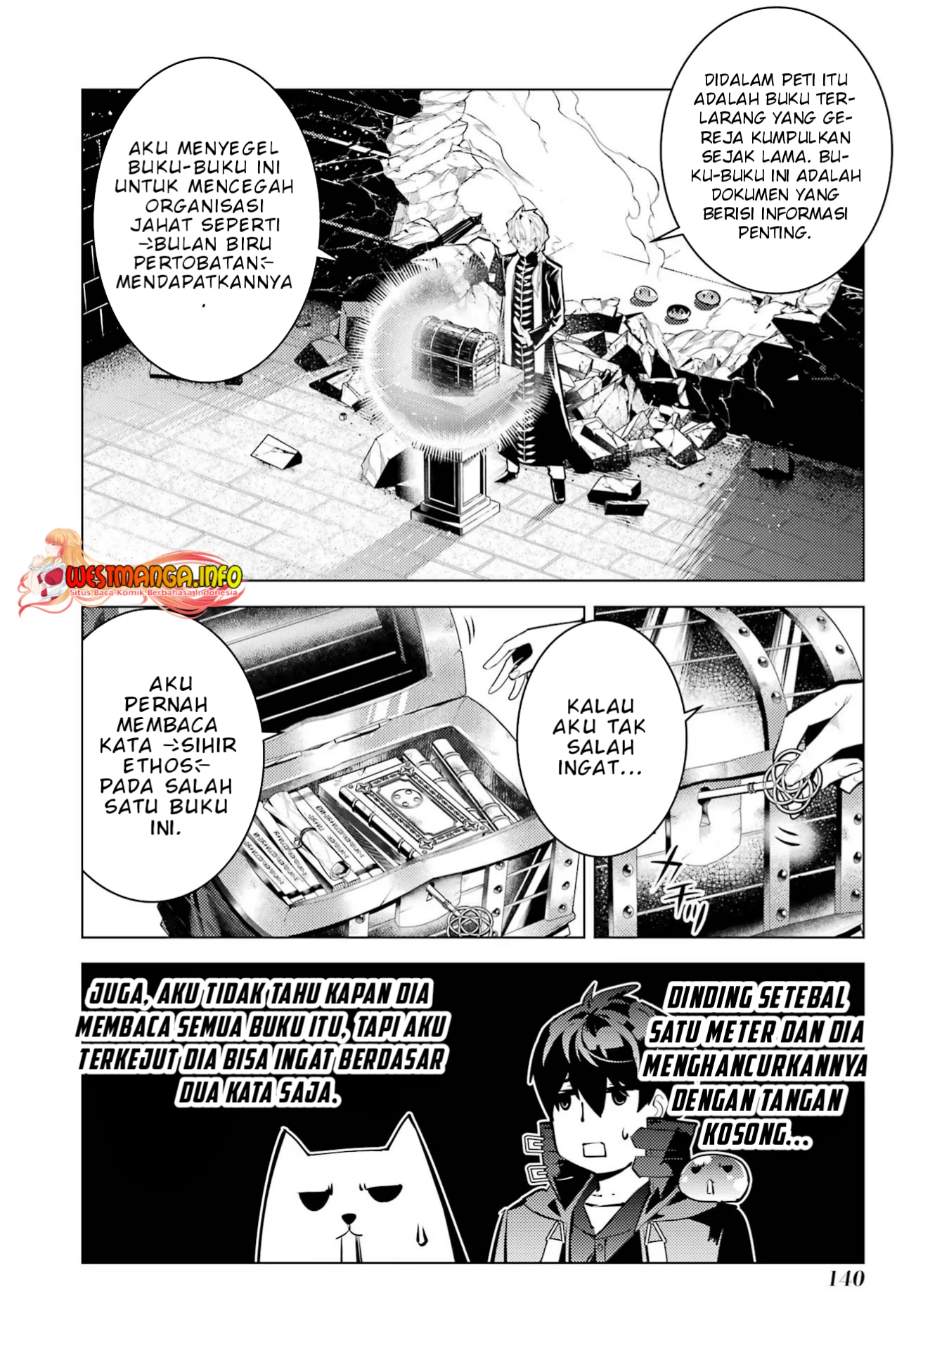 DIDALAM PETI ITU
ADALAH BUKU TER-
LARANG YANG GE-
REJA KUMPULKAN
SEJAK LAMA. BU-
KU-BUKU INI ADALAH
DOKUMEN YANG
BERISI INFORMASI
PENTING.
AKU MENYEGEL
BUKU-BUKU INI
UNTUK MENCEGAH
ORGANISASI
JAHAT SEPERTI
->BULAN BIRU
PERTOBATAN<-
MENDAPATKANNYA
.
WESTMANGA.INFO
Situs Baca Komik Berbahasa Indonesia
KALAU
AKU TAK
SALAH
INGAT...
メキッ
AKU
PERNAH
MEMBACA
KATA ->SIHIR
ETHOS<-
PADA SALAH
SATU BUKU
INI.
DINDING SETEBAL
SATU METER DAN DIA
MENGHANCURKANNYA
DENGAN TANGAN
KOSONG...
JUGA, AKU TIDAK TAHU KAPAN DIA
MEMBACA SEMUA BUKU ITU, TAPI AKU
TERKEJUT DIA BISA INGAT BERDASAR
DUA KATA SAJA.
140